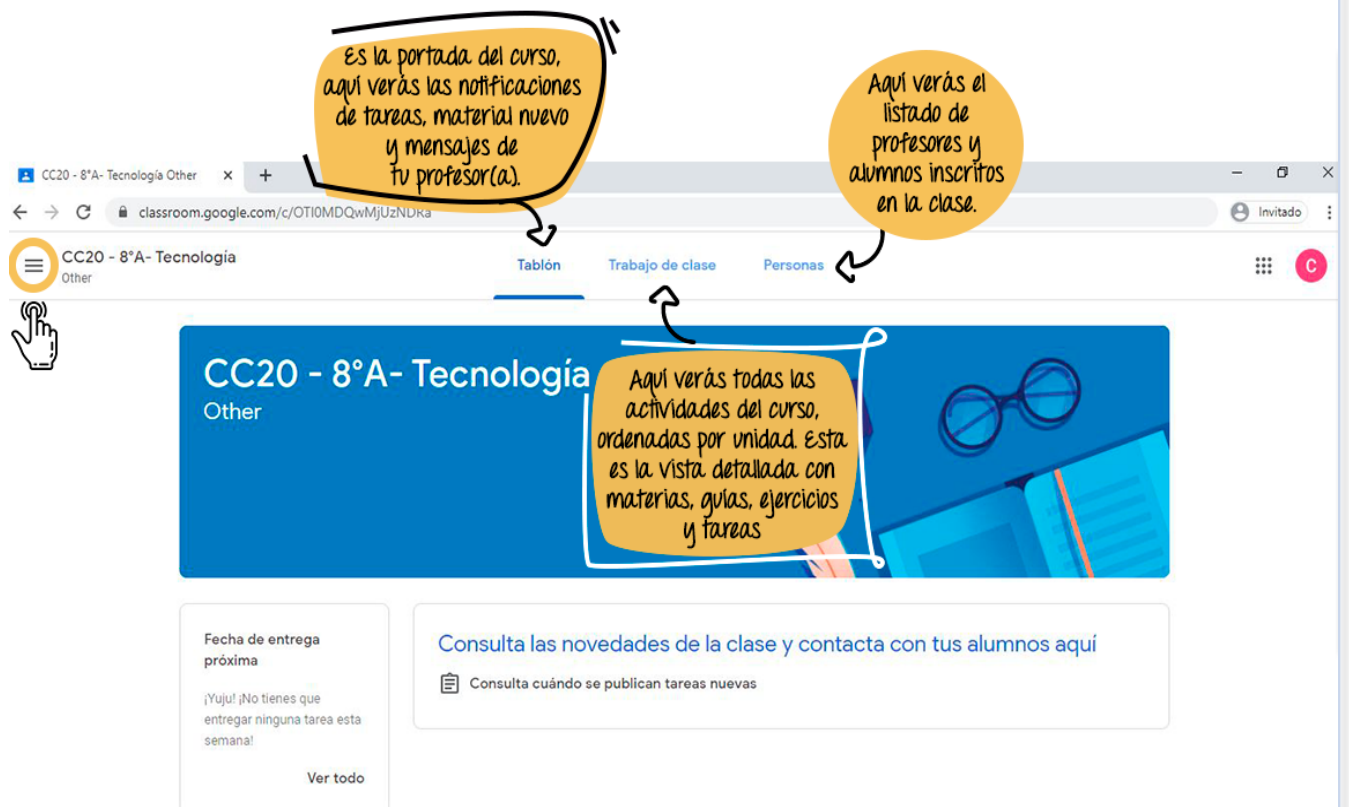 Es la portada del curso,
aquí verás las notificaciones
de tareas, material nuevo
y mensajes de
tu profesor(a).
Aquí verás el
listado de
profesores y
alumnos inscritos
en la clase.
CC20 - 8°A- Tecnología Other
classroom.google.com/c/OTI0MDQwMjUzNDRa
Invitado
CC20 - 8°A- Tecnología
Other
Tablón
Trabajo de clase
Personas
C
CC20 - 8°A- Tecnología
Other
Aquí verás todas las
actividades del curso,
ordenadas por unidad. Esta
es la vista detallada con
materias, guías, ejercicios
y tareas
Fecha de entrega
próxima
¡Yuju! ¡No tienes que
entregar ninguna tarea esta
semana!
Ver todo
Consulta las novedades de la clase y contacta con tus alumnos aquí
Consulta cuándo se publican tareas nuevas